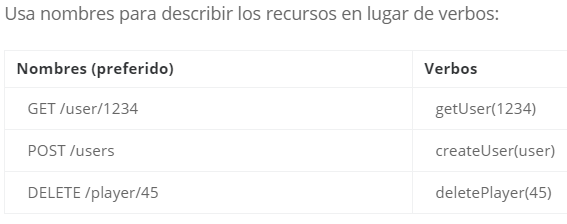 Usa nombres para describir los recursos en lugar de verbos:
Nombres (preferido) Verbos
GET /user/1234 getUser(1234)
POST /users createUser(user)
DELETE /player/45 deletePlayer(45)